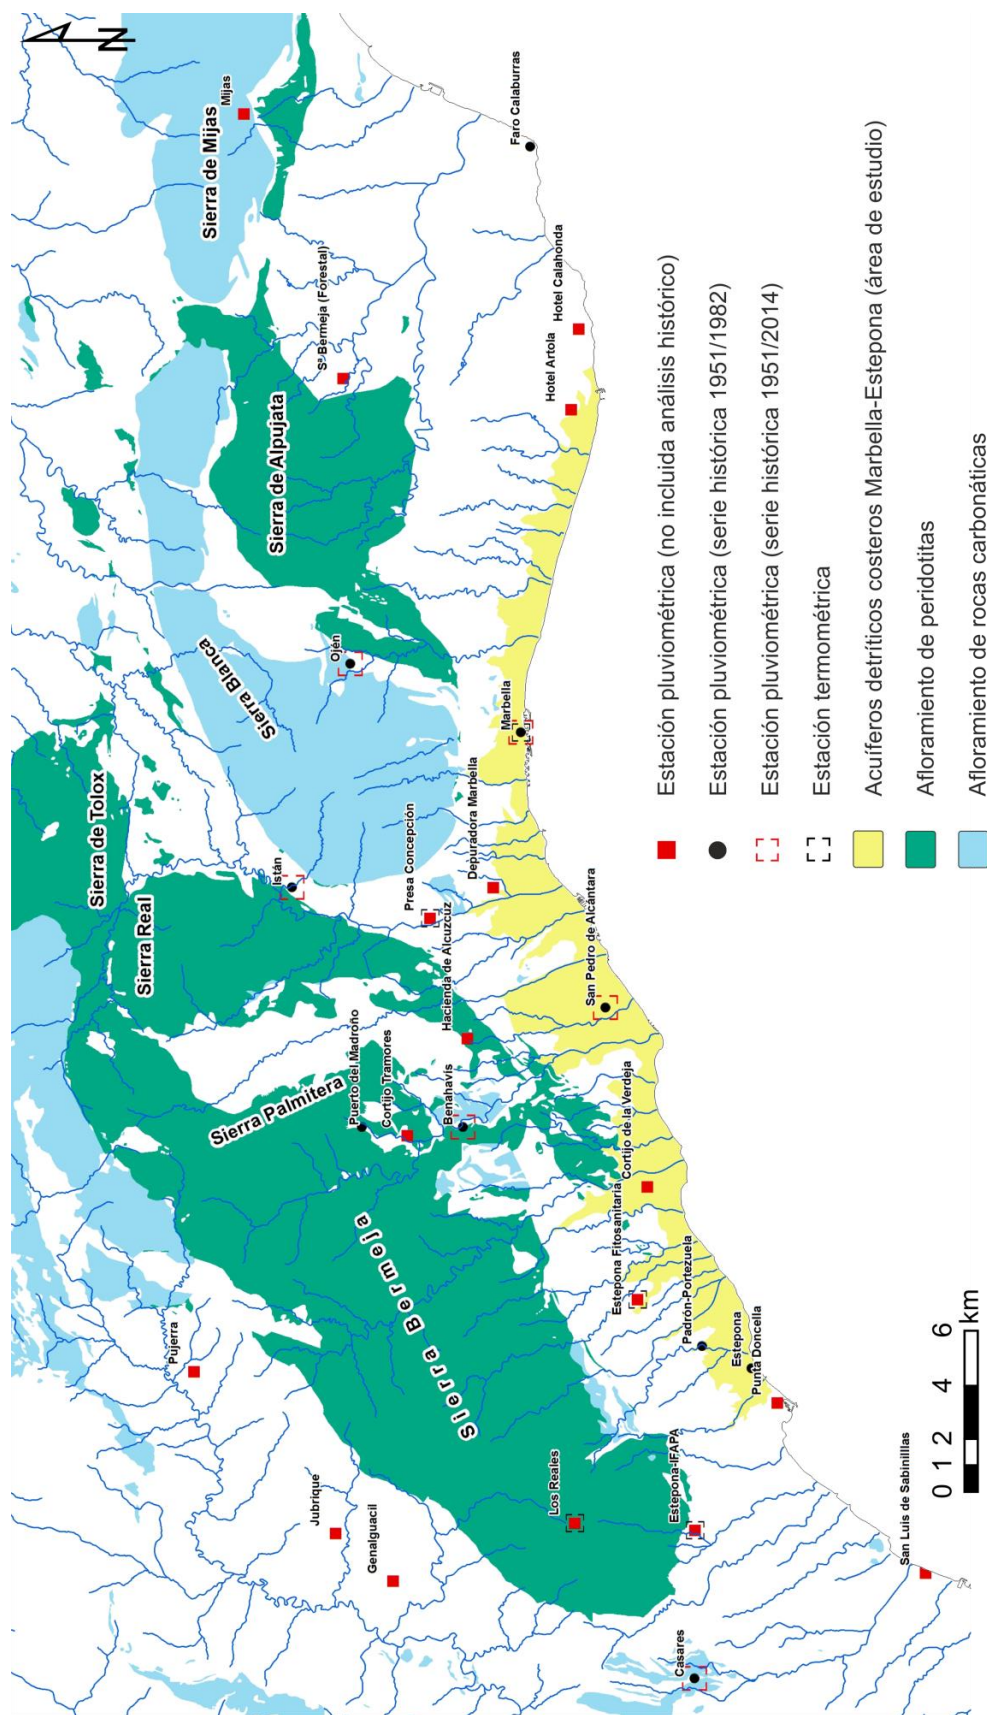 N
Sierra de Mijas
Mijas
Faro Calaburras
Sª Bermeja (Forestal)
Hotel Calahonda
Hotel Artola
Sierra de Alpujata
Sierra Blanca
Ojén
Marbella
Sierra de Tolox
Sierra Real
Istán
Presa Concepción
Depuradora Marbella
Hacienda de Alcuzcuz
San Pedro de Alcántara
Sierra Palmitera
Puerto del Madroño
Cortijo Tramores
Benahavís
Cortijo de la Verdeja
Estepona Fitosanitaria
Sierra Bermeja
Padrón-Portezuela
Estepona
Punta Doncella
Pujerra
Jubrique
Genalguacil
Los Reales
Estepona-IFAPA
San Luis de Sabinilllas
Casares
Estación pluviométrica (no incluida análisis histórico)
Estación pluviométrica (serie histórica 1951/1982)
Estación pluviométrica (serie histórica 1951/2014)
Estación termométrica
Acuíferos detríticos costeros Marbella-Estepona (área de estudio)
Afloramiento de peridotitas
Afloramiento de rocas carbonáticas
0 1 2 4 6
km